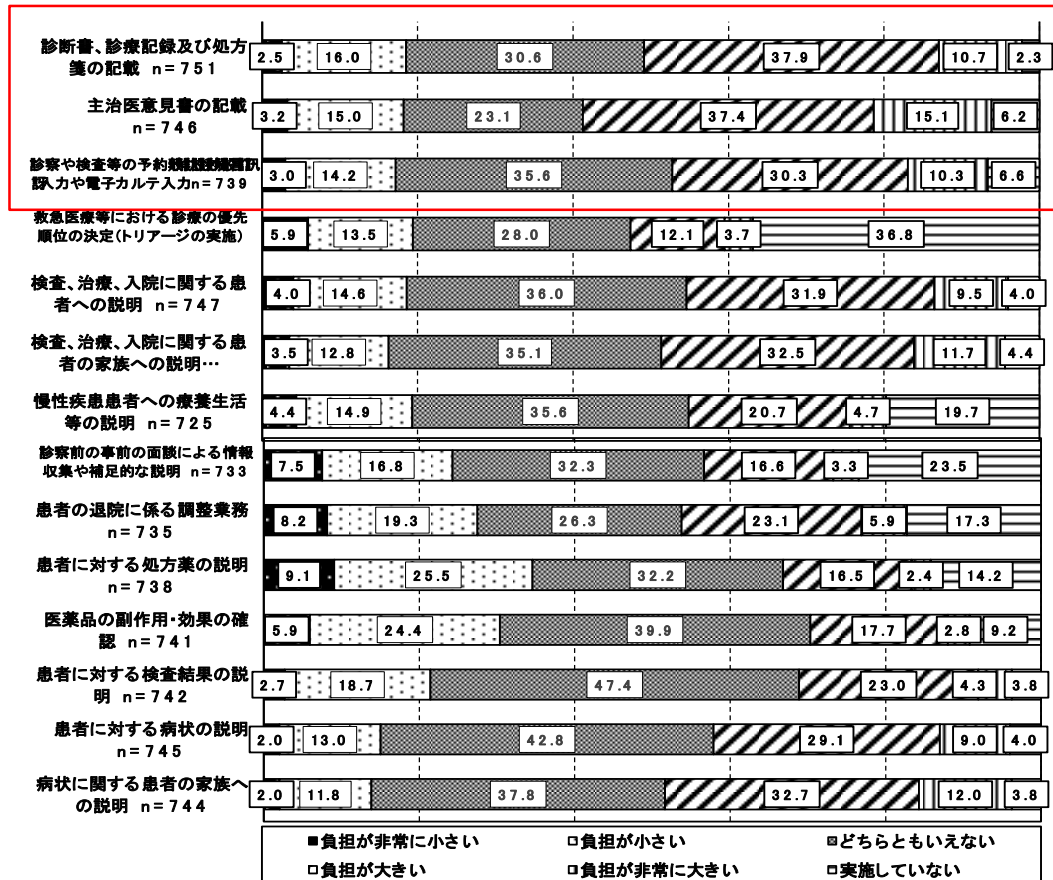 診断書、診療記録及び処方
箋の記載 n=751
2.5 16.0 30.6 37.9 10.7 2.3
主治医意見書の記載
n=746
3.2 15.0 23.1 37.4 15.1 6.2
診察や検査等の予約
入力や電子カルテ入力n=739
3.0 14.2 35.6 30.3 10.3 6.6
救急医療等における診療の優先
順位の決定(トリアージの実施)
5.9 13.5 28.0 12.1 3.7 36.8
検査、治療、入院に関する患
者への説明 n=747
4.0 14.6 36.0 31.9 9.5 4.0
検査、治療、入院に関する患
者の家族への説明…
3.5 12.8 35.1 32.5 11.7 4.4
慢性疾患患者への療養生活
等の説明 n=725
4.4 14.9 35.6 20.7 4.7 19.7
診察前の事前の面談による情報
収集や補足的な説明 n=733
7.5 16.8 32.3 16.6 3.3 23.5
患者の退院に係る調整業務
n=735
8.2 19.3 26.3 23.1 5.9 17.3
患者に対する処方薬の説明
n=738
9.1 25.5 32.2 16.5 2.4 14.2
医薬品の副作用・効果の確
認 n=741
5.9 24.4 39.9 17.7 2.8 9.2
患者に対する検査結果の説
明 n=742
2.7 18.7 47.4 23.0 4.3 3.8
患者に対する病状の説明
n=745
2.0 13.0 42.8 29.1 9.0 4.0
病状に関する患者の家族へ
の説明 n=744
2.0 11.8 37.8 32.7 12.0 3.8
負担が非常に小さい 負担が小さい どちらともいえない
負担が大きい 負担が非常に大きい 実施していない